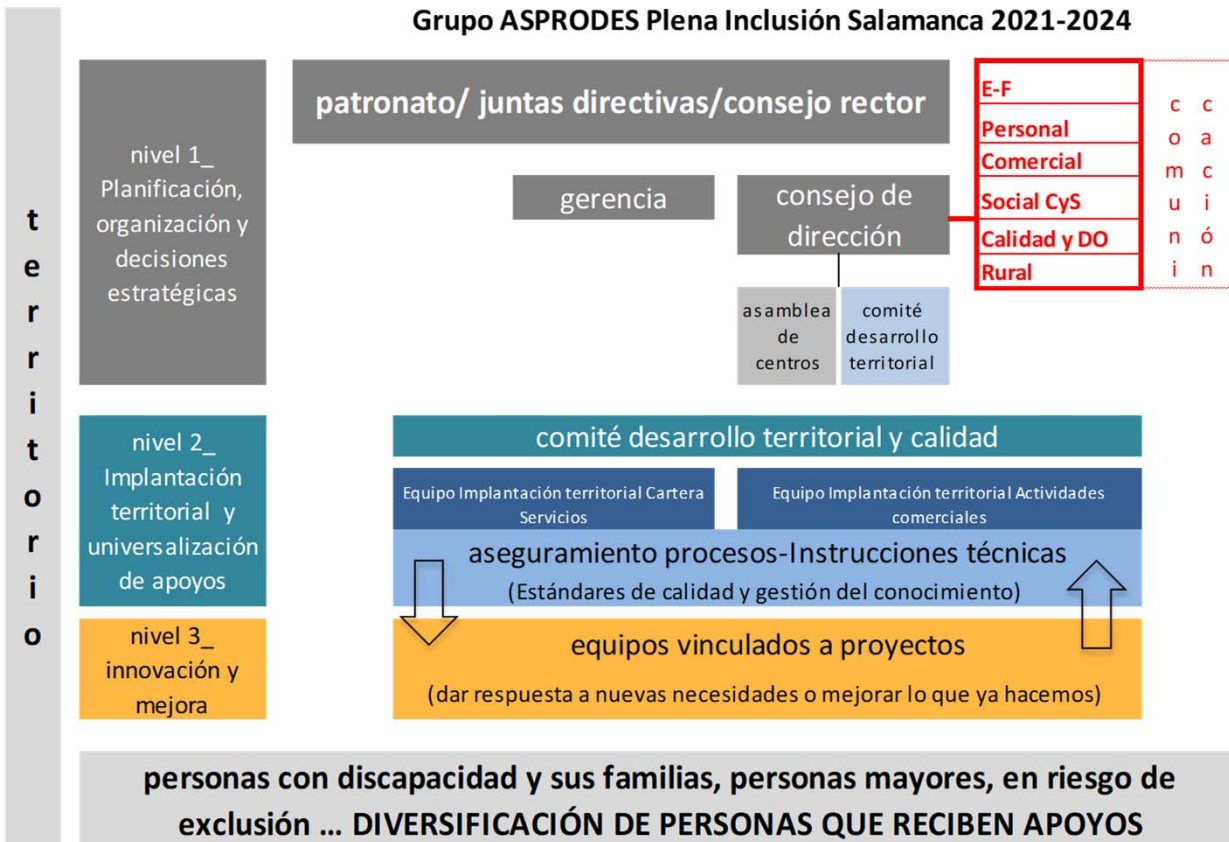 Grupo ASPRODES Plena Inclusión Salamanca 2021-2024
territorio
nivel 1_
Planificación,
organización y
decisiones
estratégicas
patronato/ juntas directivas/consejo rector
gerencia
consejo de
dirección
E-F
Personal
Comercial
Social CyS
Calidad y DO
Rural
comuni
cación
asamblea
de
centros
comité
desarrollo
territorial
nivel 2_
Implantación
territorial y
universalización
de apoyos
comité desarrollo territorial y calidad
Equipo Implantación territorial Cartera
Servicios
Equipo Implantación territorial Actividades
comerciales
aseguramiento procesos-Instrucciones técnicas
(Estándares de calidad y gestión del conocimiento)
nivel 3_
innovación y
mejora
equipos vinculados a proyectos
(dar respuesta a nuevas necesidades o mejorar lo que ya hacemos)
personas con discapacidad y sus familias, personas mayores, en riesgo de
exclusión ... DIVERSIFICACIÓN DE PERSONAS QUE RECIBEN APOYOS